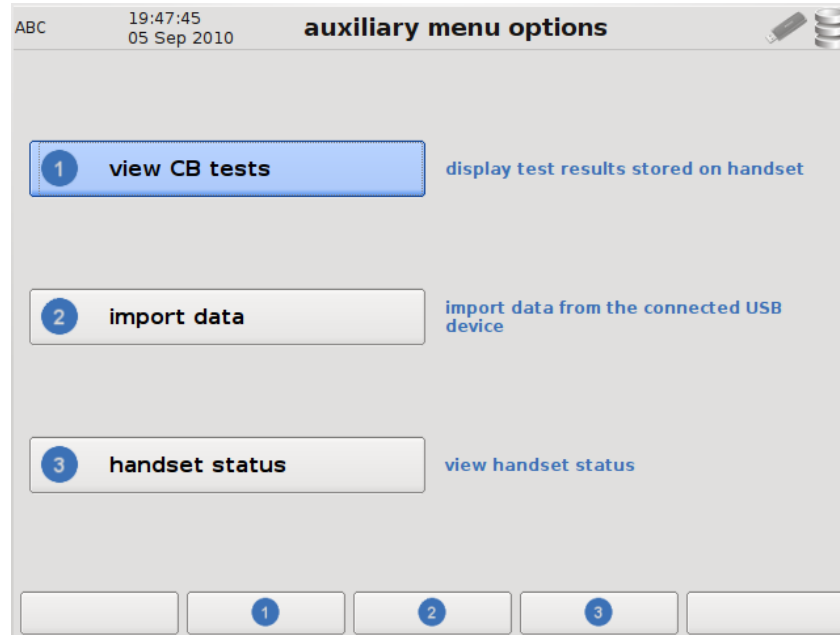 ABC
19:47:45
05 Sep 2010
auxiliary menu options
1 view CB tests
display test results stored on handset
2 import data
import data from the connected USB
device
3 handset status
view handset status
1 2 3